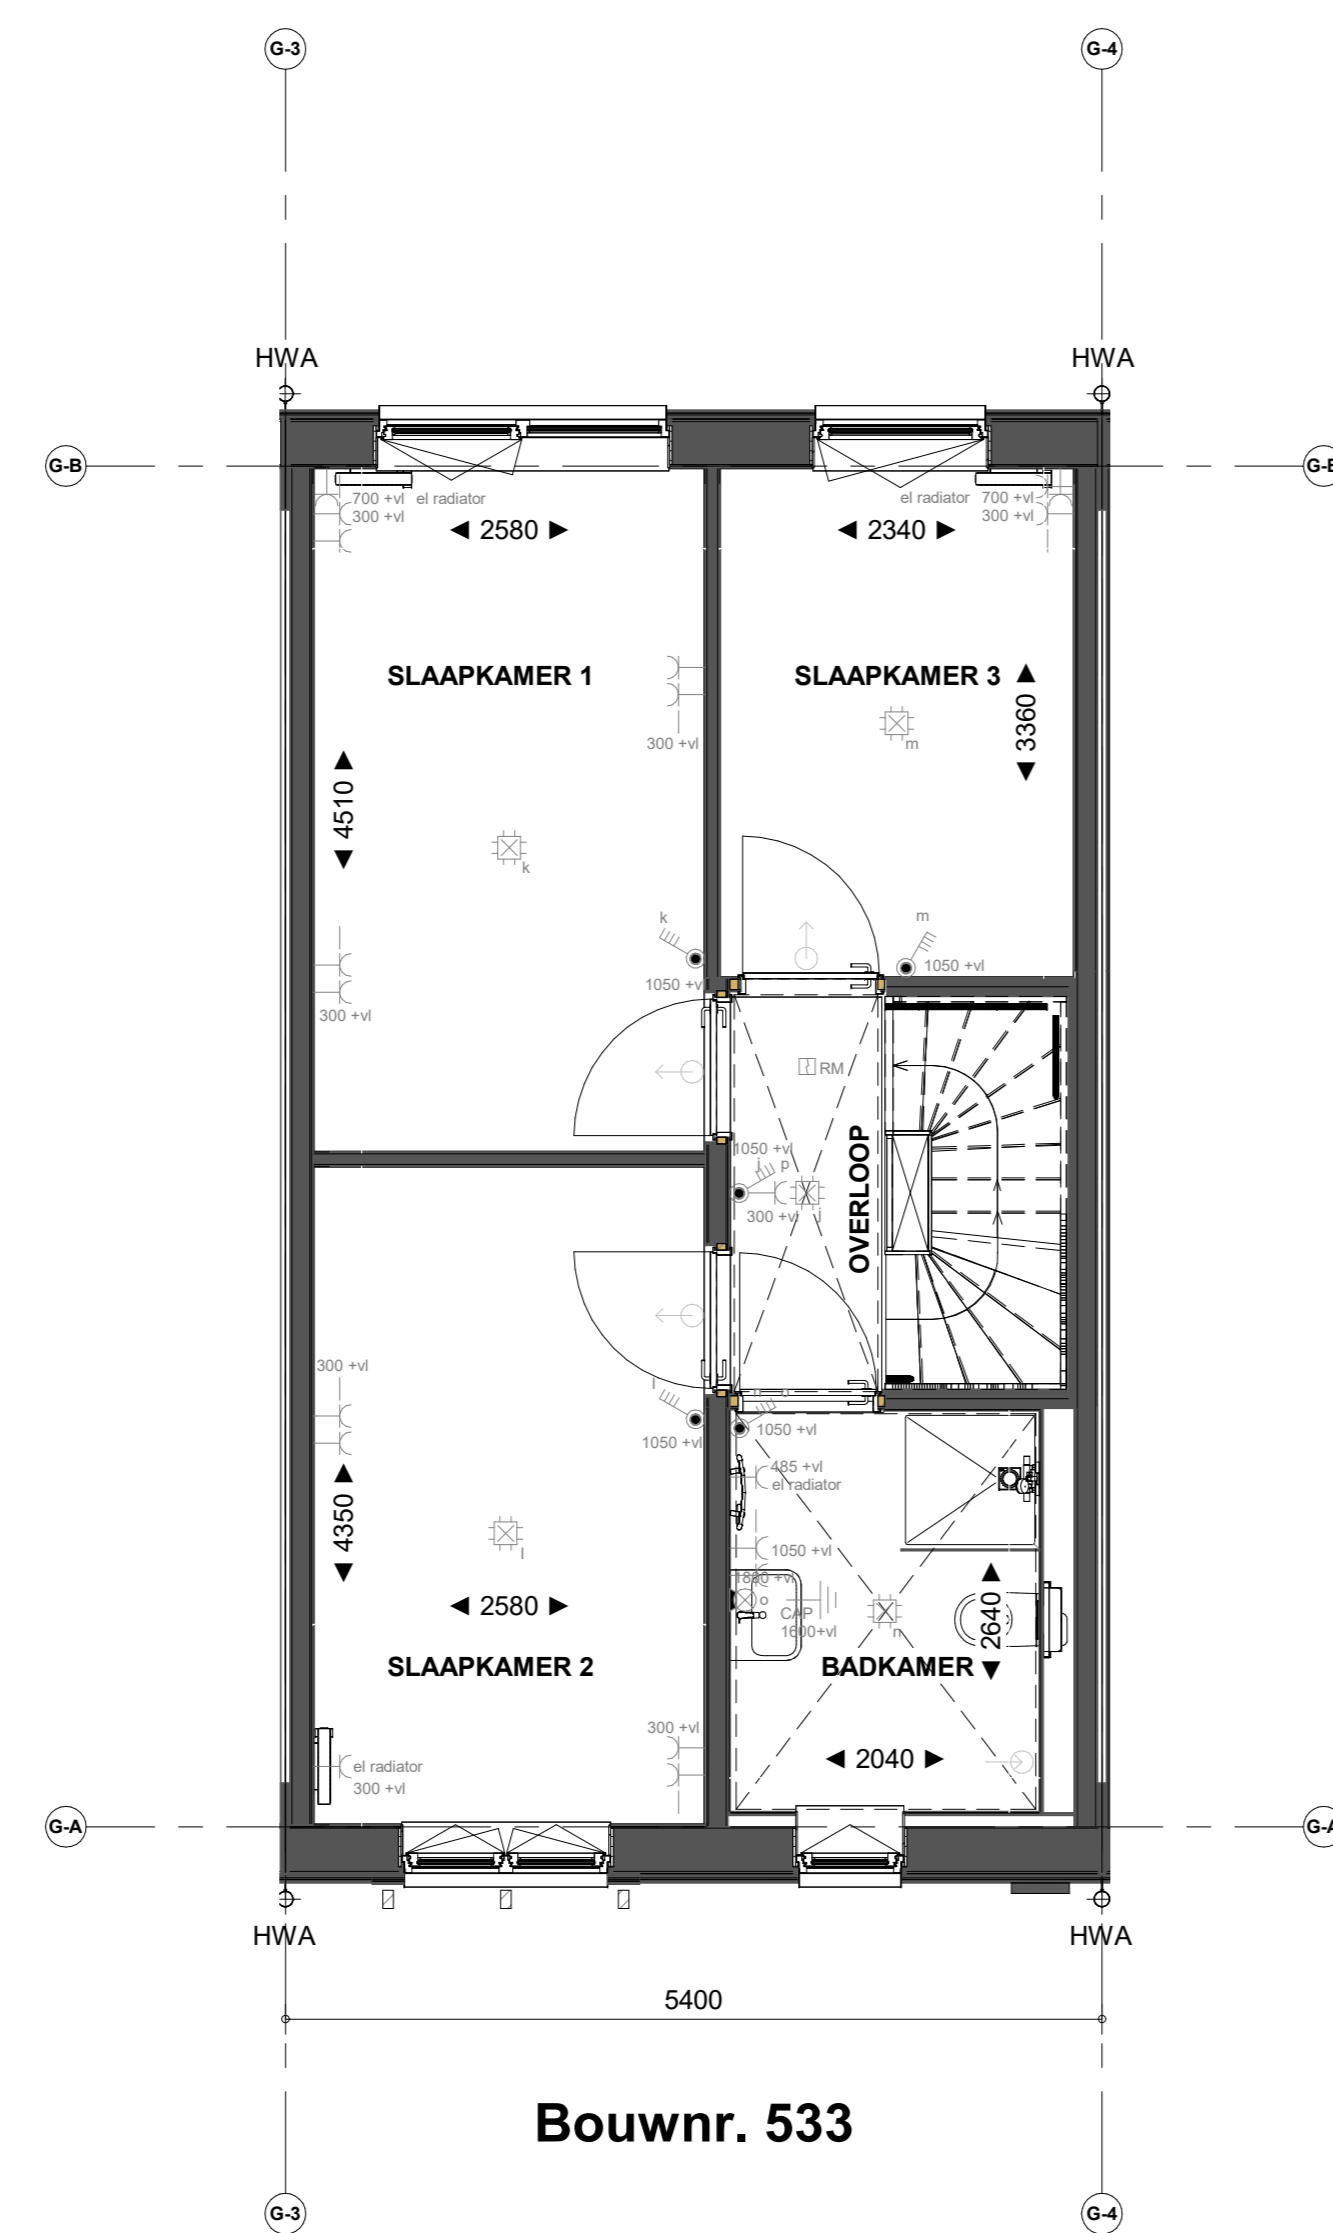 G-3
G-4
HWA
HWA
G-B
700 +vl
el radiator
300 +vl
el radiator
700 +vl
300 +vl
2580
2340
SLAAPKAMER 1
SLAAPKAMER 3
3360
300 +vl
m
4510
k
k
m
1050 +vl
1050 +v
300 +vl
RM
1050 +vl
j
p
300 +vl
j
OVERLOOP
300 +vl
l
1050 +vl
1050 +vl
485 +vl
el radiator
4350
l
1050 +vl
o
CAP
1600+vl
n
2640
2580
SLAAPKAMER 2
BADKAMER
300 +vl
2040
el radiator
300 +vl
G-A
HWA
HWA
5400
Bouwnr. 533
G-3
G-4